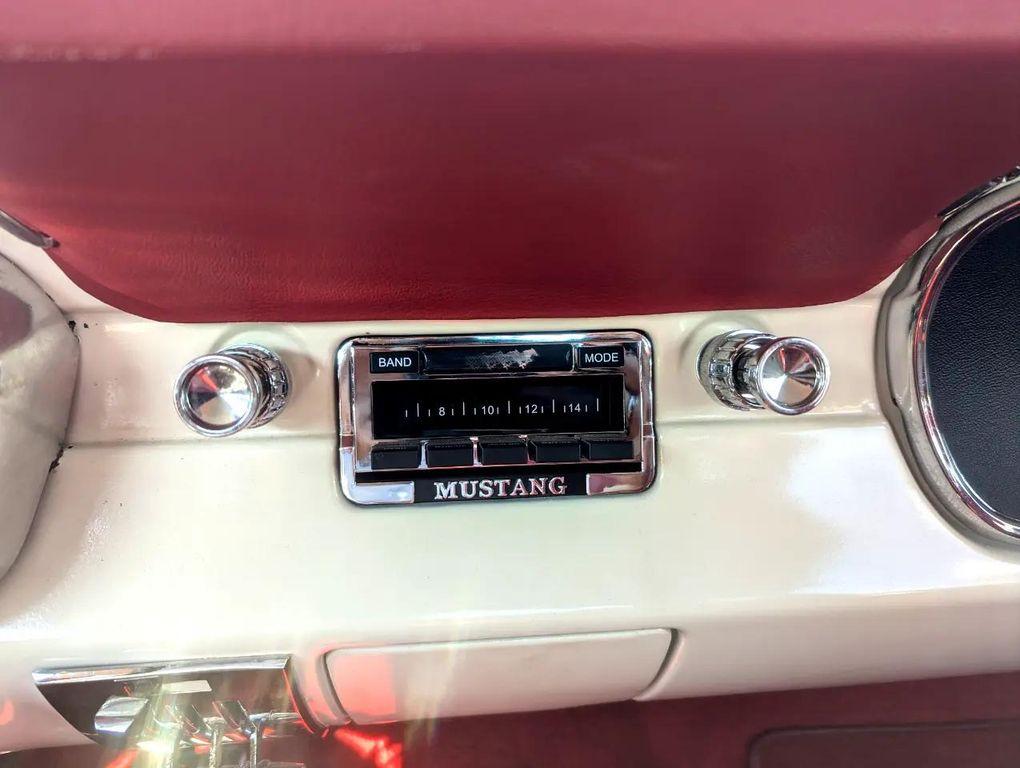 BAND MODE
8 10 12 14
MUSTANG